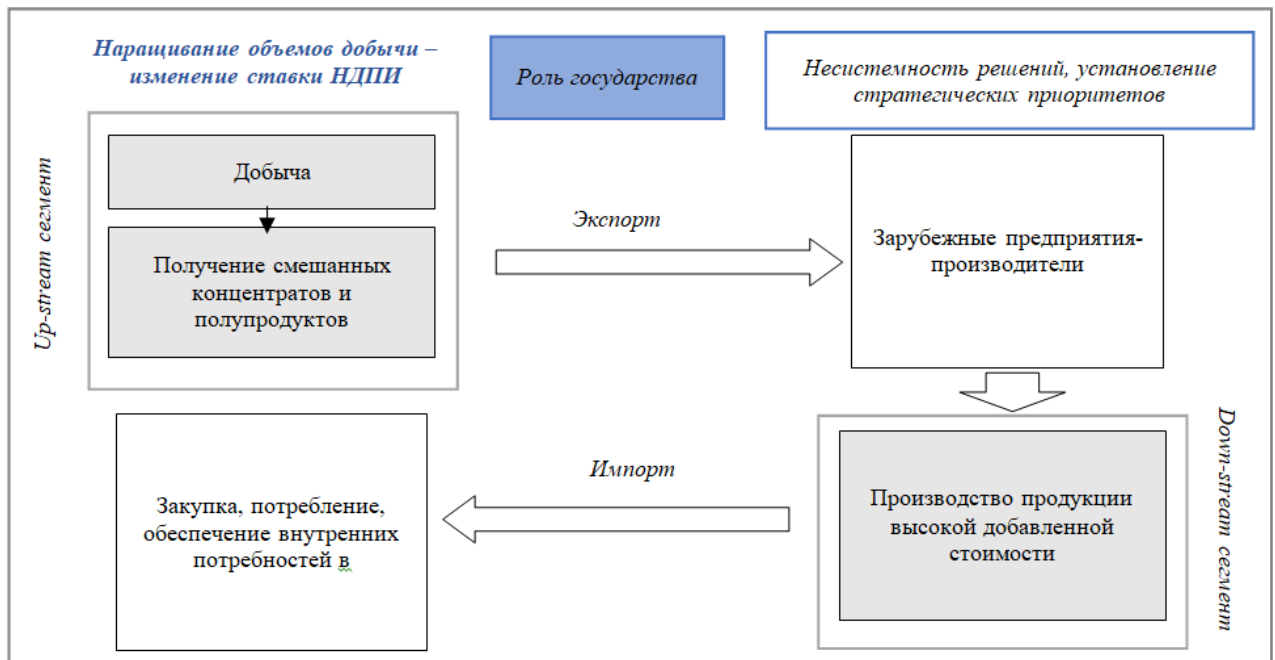 Наращивание объемов добычи –
изменение ставки НДПИ
Роль государства
Несистемность решений, установление
стратегических приоритетов
Up-stream сегмент
Добыча
Получение смешанных
концентратов и
полупродуктов
Экспорт
Зарубежные предприятия-
производители
Закупка, потребление,
обеспечение внутренних
потребностей в
Импорт
Производство продукции
высокой добавленной
стоимости
Down-stream сегмент